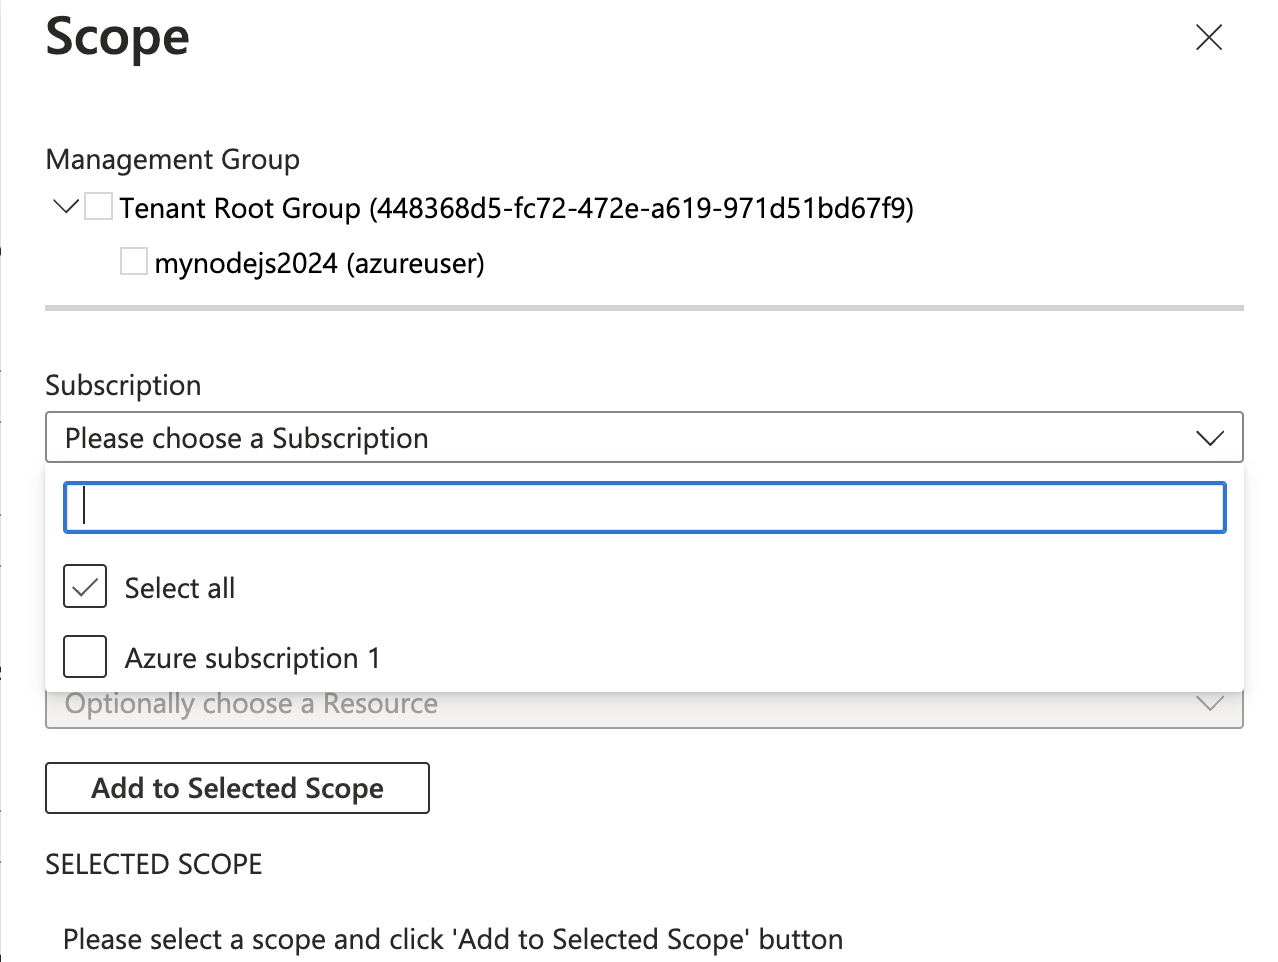 Scope
Management Group
Tenant Root Group (448368d5-fc72-472e-a619-971d51bd67f9)
mynodejs2024 (azureuser)
Subscription
Please choose a Subscription
Select all
Azure subscription 1
Optionally choose a Resource
Add to Selected Scope
SELECTED SCOPE
Please select a scope and click 'Add to Selected Scope' button